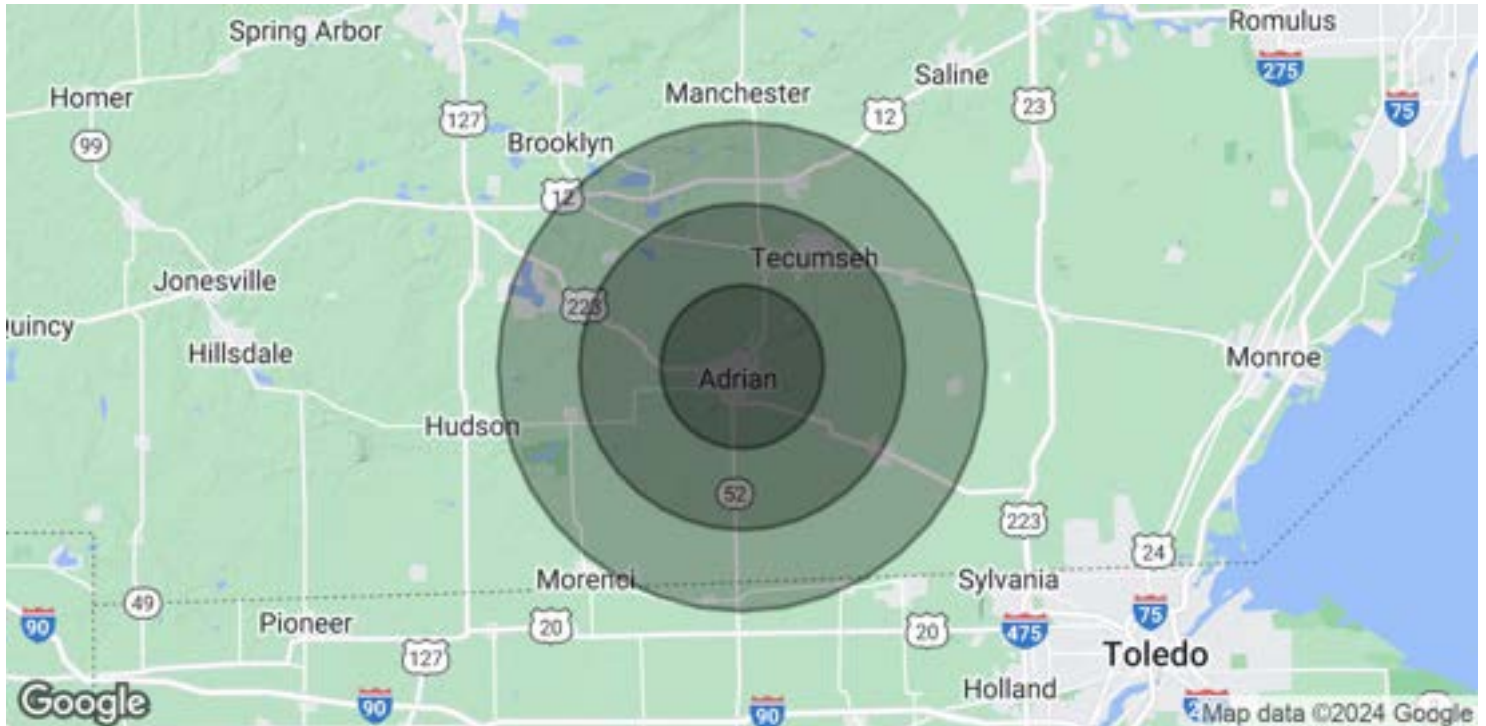 Romulus
Spring Arbor
275
Saline
Homer
Manchester
75
23
12
127
99
Brooklyn
12
Tecumseh
Jonesville
223
Quincy
Hillsdale
Monroe
Adrian
Hudson
52
223
24
Morenci
Sylvania
49
75
90
Pioneer
20
20
475
127
Toledo
Holland
Google
90
90
Map data ©2024 Google